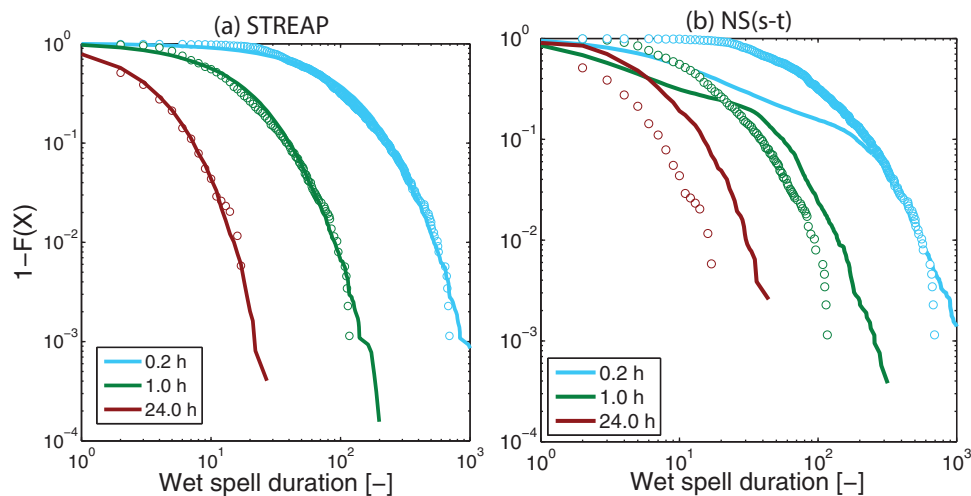 (a) STREAP
(b) NS(s-t)
1−F(X)
10^0
10^−1
10^−2
10^−3
10^−4
0.2 h
1.0 h
24.0 h
10^0 10^1 10^2 10^3
Wet spell duration [−]
10^0
10^−1
10^−2
10^−3
10^−4
0.2 h
1.0 h
24.0 h
10^0 10^1 10^2 10^3
Wet spell duration [−]